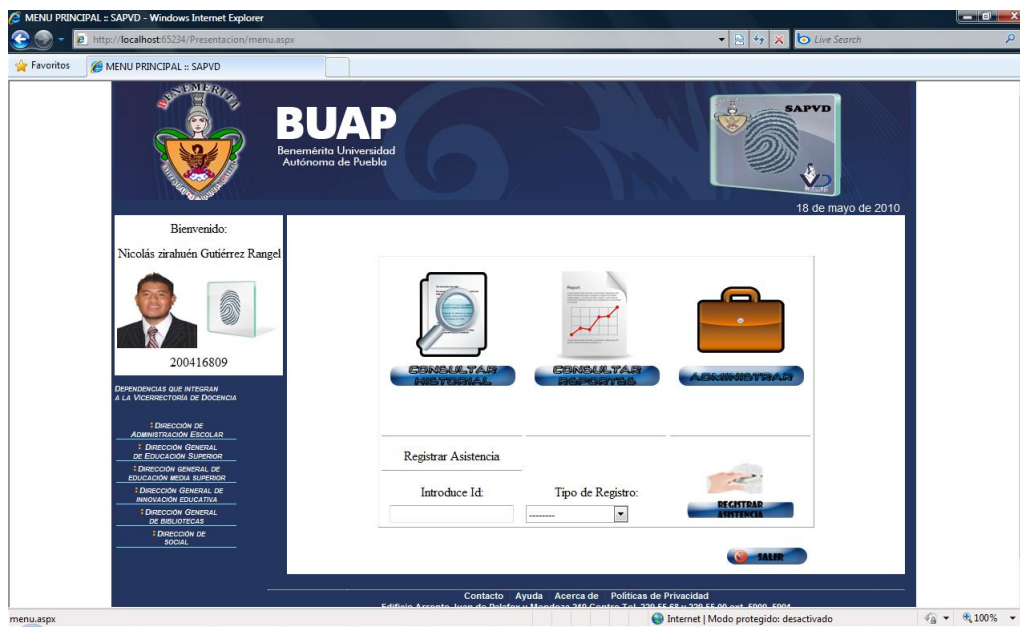 MENU PRINCIPAL :: SAPVD - Windows Internet Explorer
http://localhost:65234/Presentacion/menu.aspx
Live Search
Favoritos
MENU PRINCIPAL :: SAPVD
BENEMERITA
BUAP
Benemérita Universidad
Autónoma de Puebla
SAPVD
18 de mayo de 2010
Bienvenido:
Nicolás zirahuén Gutiérrez Rangel
200416809
DEPENDENCIAS QUE INTEGRAN
A LA VICERRECTORÍA DE DOCENCIA
DIRECCIÓN DE
ADMINISTRACIÓN ESCOLAR
DIRECCIÓN GENERAL
DE EDUCACIÓN SUPERIOR
DIRECCIÓN GENERAL DE
EDUCACIÓN MEDIA SUPERIOR
DIRECCIÓN GENERAL DE
INNOVACIÓN EDUCATIVA
DIRECCIÓN GENERAL
DE BIBLIOTECAS
DIRECCIÓN DE
SOCIAL
Report
CONSULTAR
HISTORIAL
CONSULTAR
REPORTES
ADMINISTRAR
Registrar Asistencia
Introduce Id:
Tipo de Registro:
--------
REGISTRAR
ASISTENCIA
SALIR
Contacto Ayuda Acerca de Políticas de Privacidad
menu.aspx
Internet | Modo protegido: desactivado
100%